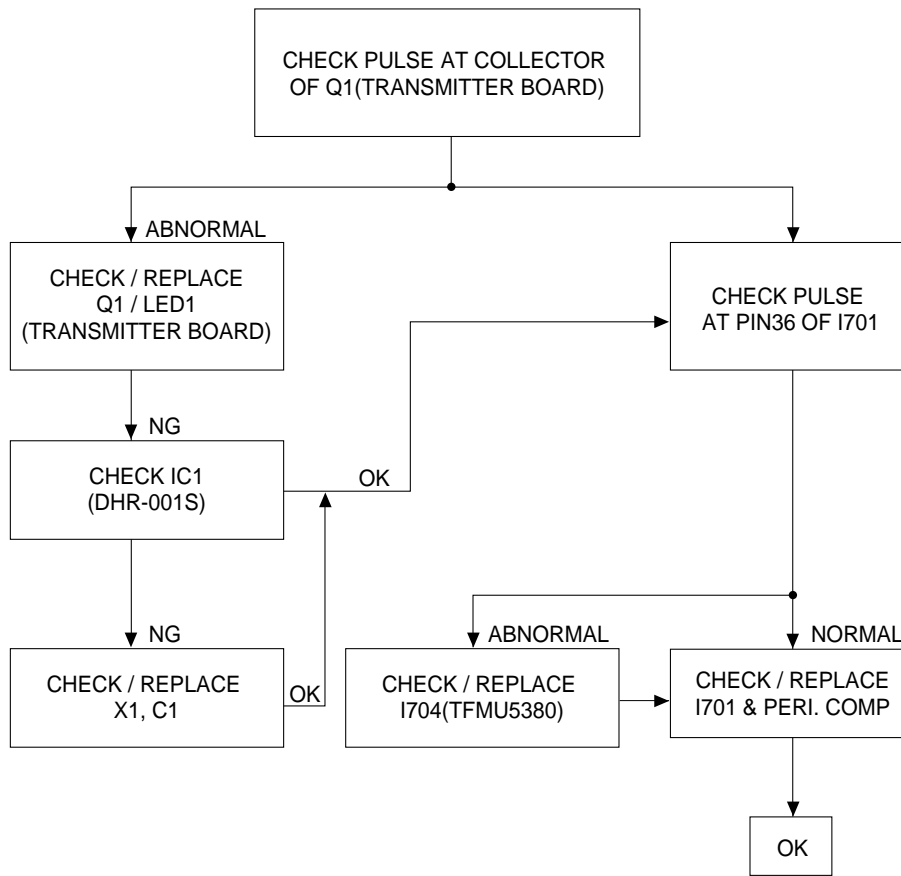 CHECK PULSE AT COLLECTOR
OF Q1(TRANSMITTER BOARD)
ABNORMAL
CHECK / REPLACE
Q1 / LED1
(TRANSMITTER BOARD)
CHECK PULSE
AT PIN36 OF I701
NG
CHECK IC1
(DHR-001S)
OK
NG
CHECK / REPLACE
X1, C1
OK
ABNORMAL
CHECK / REPLACE
I704(TFMU5380)
NORMAL
CHECK / REPLACE
I701 & PERI. COMP
OK